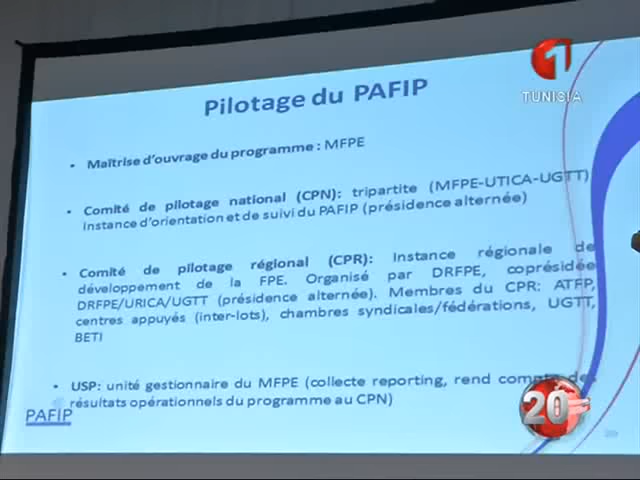 1
TUNISIA
Pilotage du PAFIP
• Maîtrise d'ouvrage du programme : MFPE
• Comité de pilotage national (CPN): tripartite (MFPE-UTICA-UGTT)
instance d'orientation et de suivi du PAFIP (présidence alternée)
• Comité de pilotage régional (CPR): Instance régionale de
développement de la FPE. Organisé par DRFPE, coprésidée
DRFPE/URICA/UGTT (présidence alternée). Membres du CPR: ATFP,
centres appuyés (inter-lots), chambres syndicales/fédérations, UGTT,
BETI
• USP: unité gestionnaire du MFPE (collecte reporting, rend compte des
résultats opérationnels du programme au CPN)
PAFIP
20